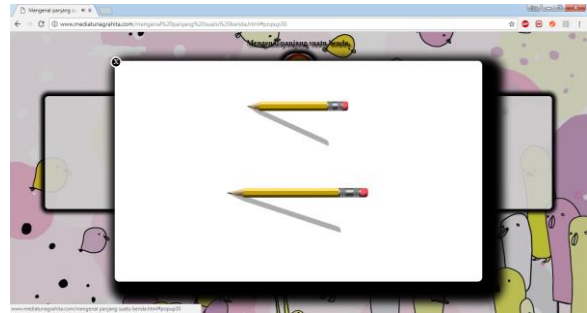 Mengenal panjang su
www.mediatunagrahita.com/mengenal%20panjang%20suatu%20benda.html#popup30
Mengenal panjang suatu benda
X
www.mediatunagrahita.com/mengenal panjang suatu benda.html#popup30